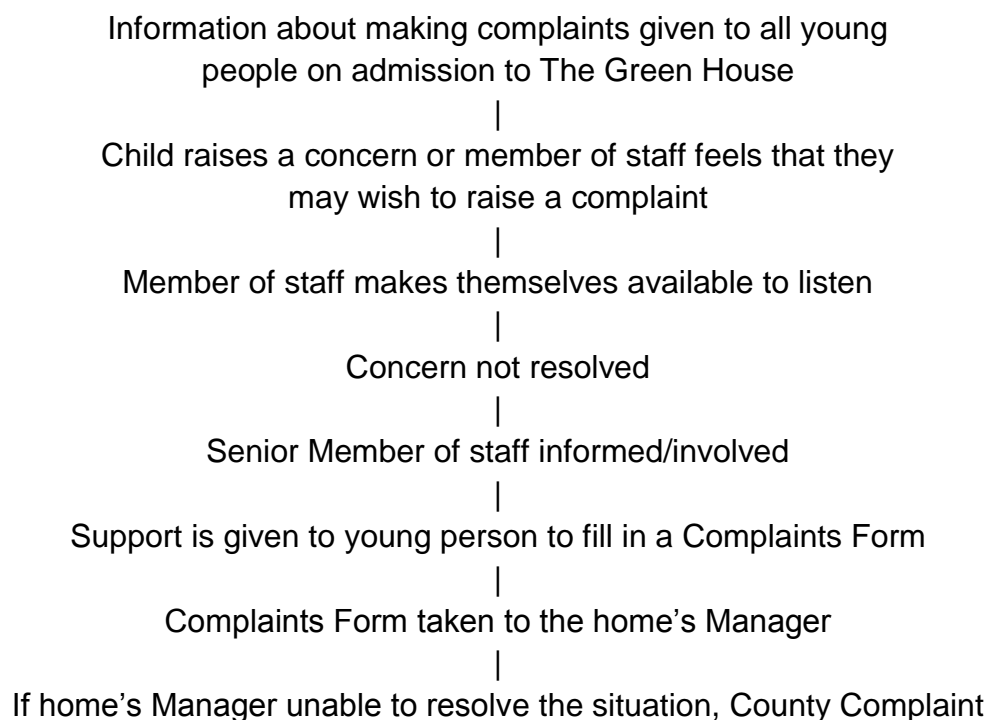 Information about making complaints given to all young
people on admission to The Green House
|
Child raises a concern or member of staff feels that they
may wish to raise a complaint
|
Member of staff makes themselves available to listen
|
Concern not resolved
|
Senior Member of staff informed/involved
|
Support is given to young person to fill in a Complaints Form
|
Complaints Form taken to the home’s Manager
|
If home’s Manager unable to resolve the situation, County Complaint